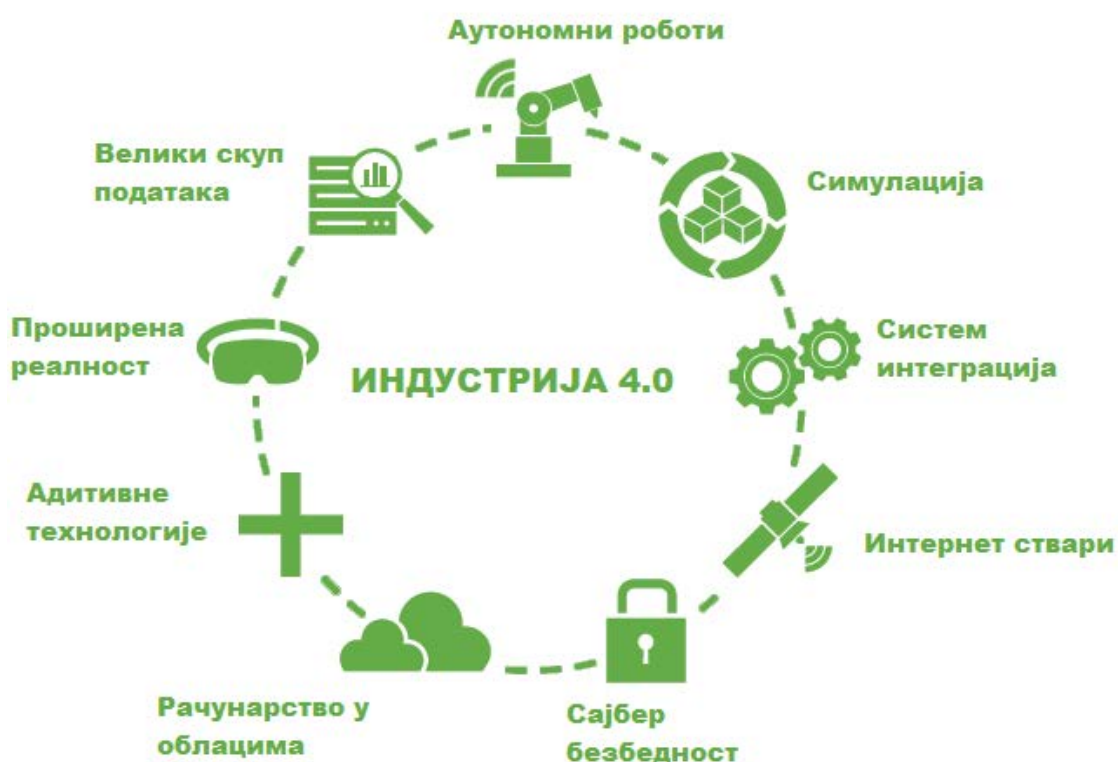 Аутономни роботи
Велики скуп
података
Симулација
Проширена
реалност
ИНДУСТРИЈА 4.0
Систем
интеграција
Адитивне
технологије
Интернет ствари
Рачунарство у
облацима
Сајбер
безбедност